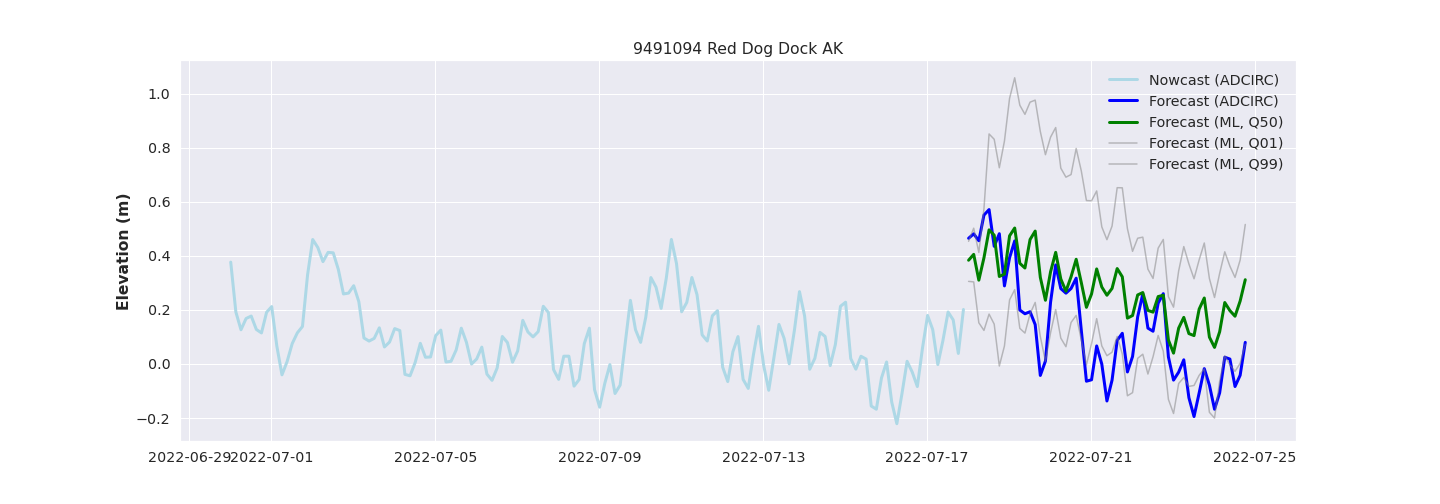 9491094 Red Dog Dock AK
Nowcast (ADCIRC)
Forecast (ADCIRC)
Forecast (ML, Q50)
Forecast (ML, Q01)
Forecast (ML, Q99)
Elevation (m)
1.0
0.8
0.6
0.4
0.2
0.0
−0.2
2022-06-29 2022-07-01 2022-07-05 2022-07-09 2022-07-13 2022-07-17 2022-07-21 2022-07-25